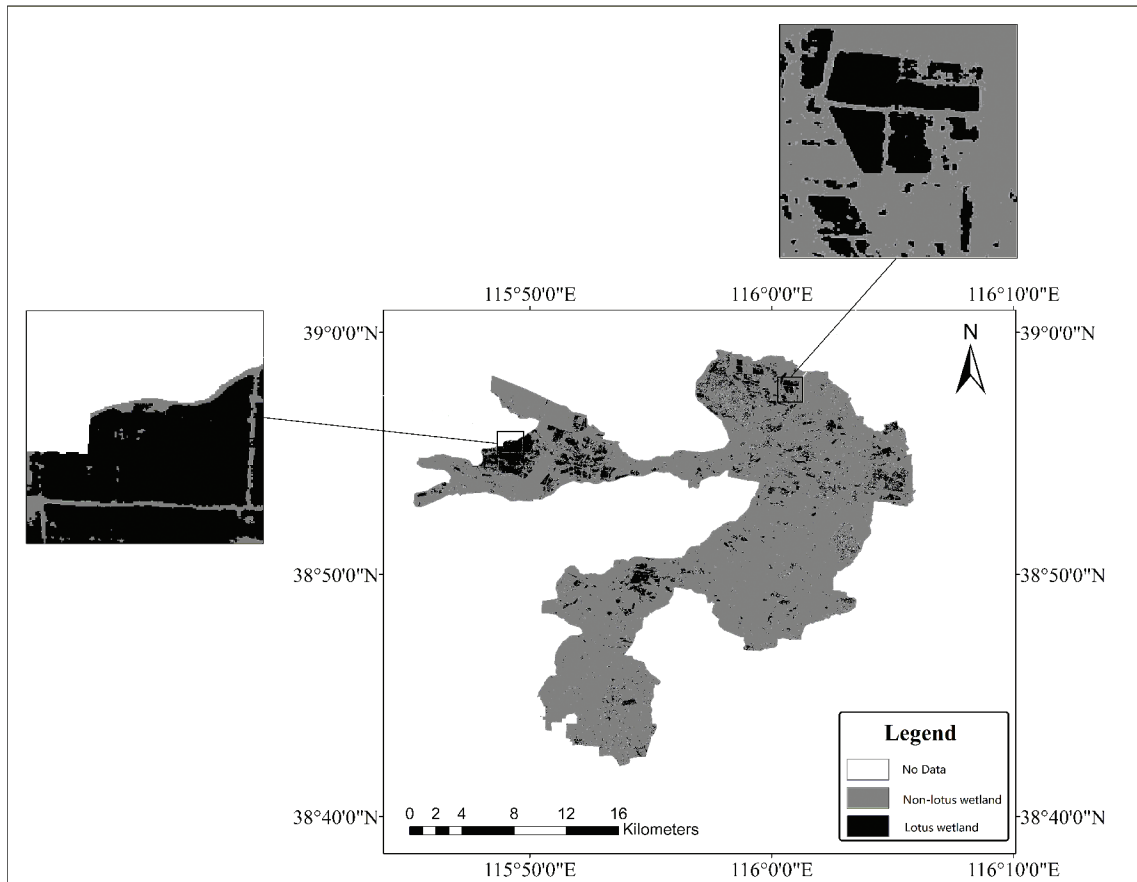 115°50'0"E 116°0'0"E 116°10'0"E
39°0'0"N 39°0'0"N
N
38°50'0"N 38°50'0"N
Legend
No Data
Non-lotus wetland
Lotus wetland
38°40'0"N 38°40'0"N
0 2 4 8 12 16
Kilometers
115°50'0"E 116°0'0"E 116°10'0"E